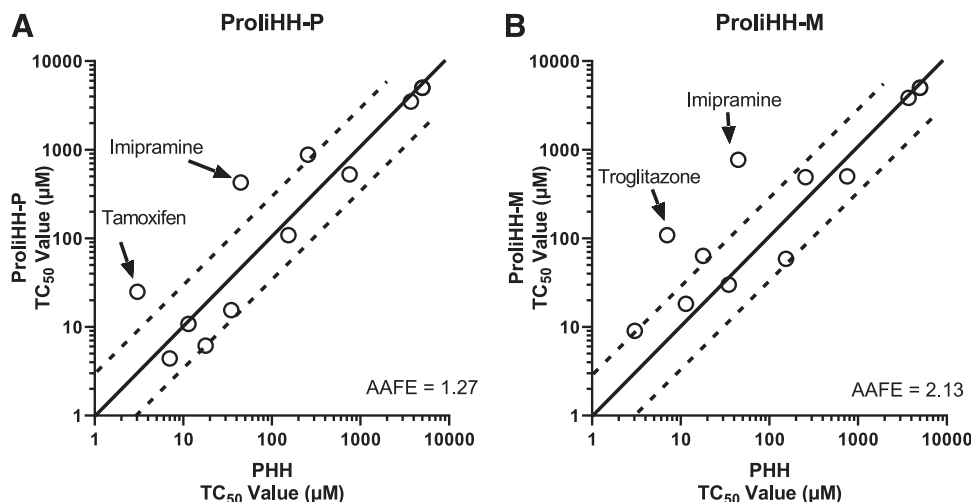 A
ProliHH-P
ProliHH-P
TC50 Value (µM)
10000
1000
100
10
1
Imipramine
Tamoxifen
AAFE = 1.27
1
10
100
1000
10000
PHH
TC50 Value (µM)
B
ProliHH-M
ProliHH-M
TC50 Value (µM)
10000
1000
100
10
1
Imipramine
Troglitazone
AAFE = 2.13
1
10
100
1000
10000
PHH
TC50 Value (µM)